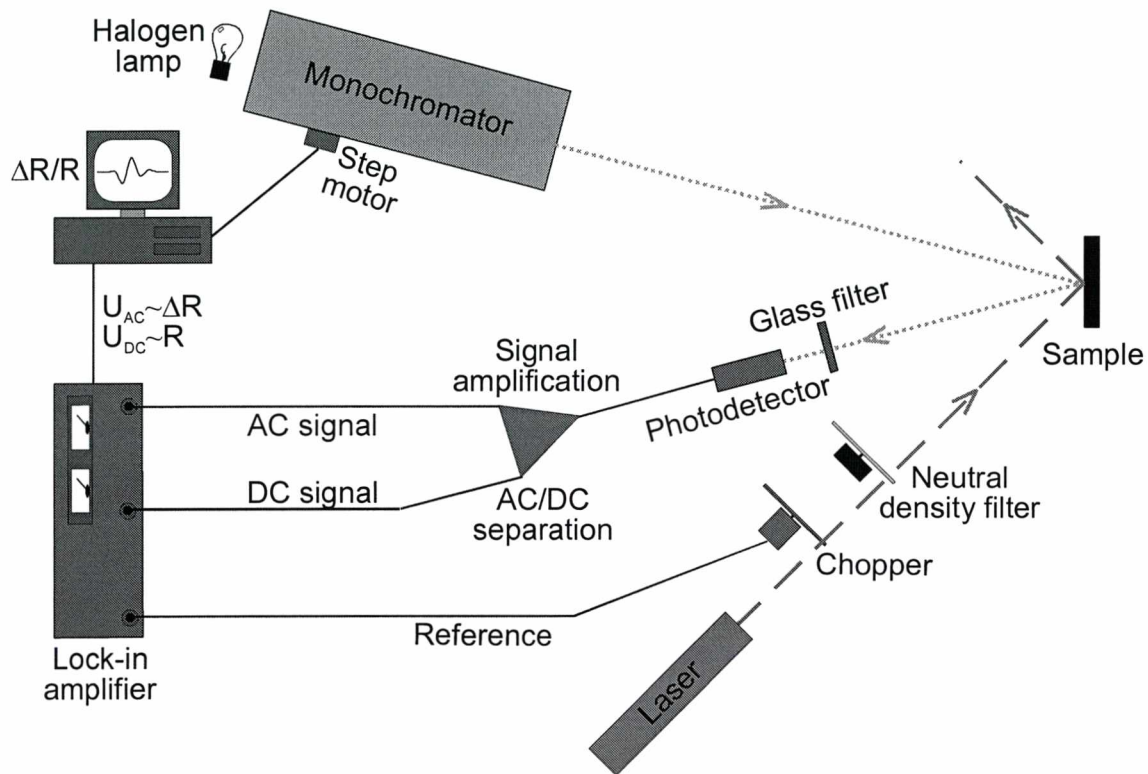 Halogen
lamp
Monochromator
Step
motor
ΔR/R
U_AC~ΔR
U_DC~R
Signal
amplification
Glass filter
Sample
Photodetector
AC signal
DC signal
AC/DC
separation
Neutral
density filter
Chopper
Reference
Lock-in
amplifier
Laser